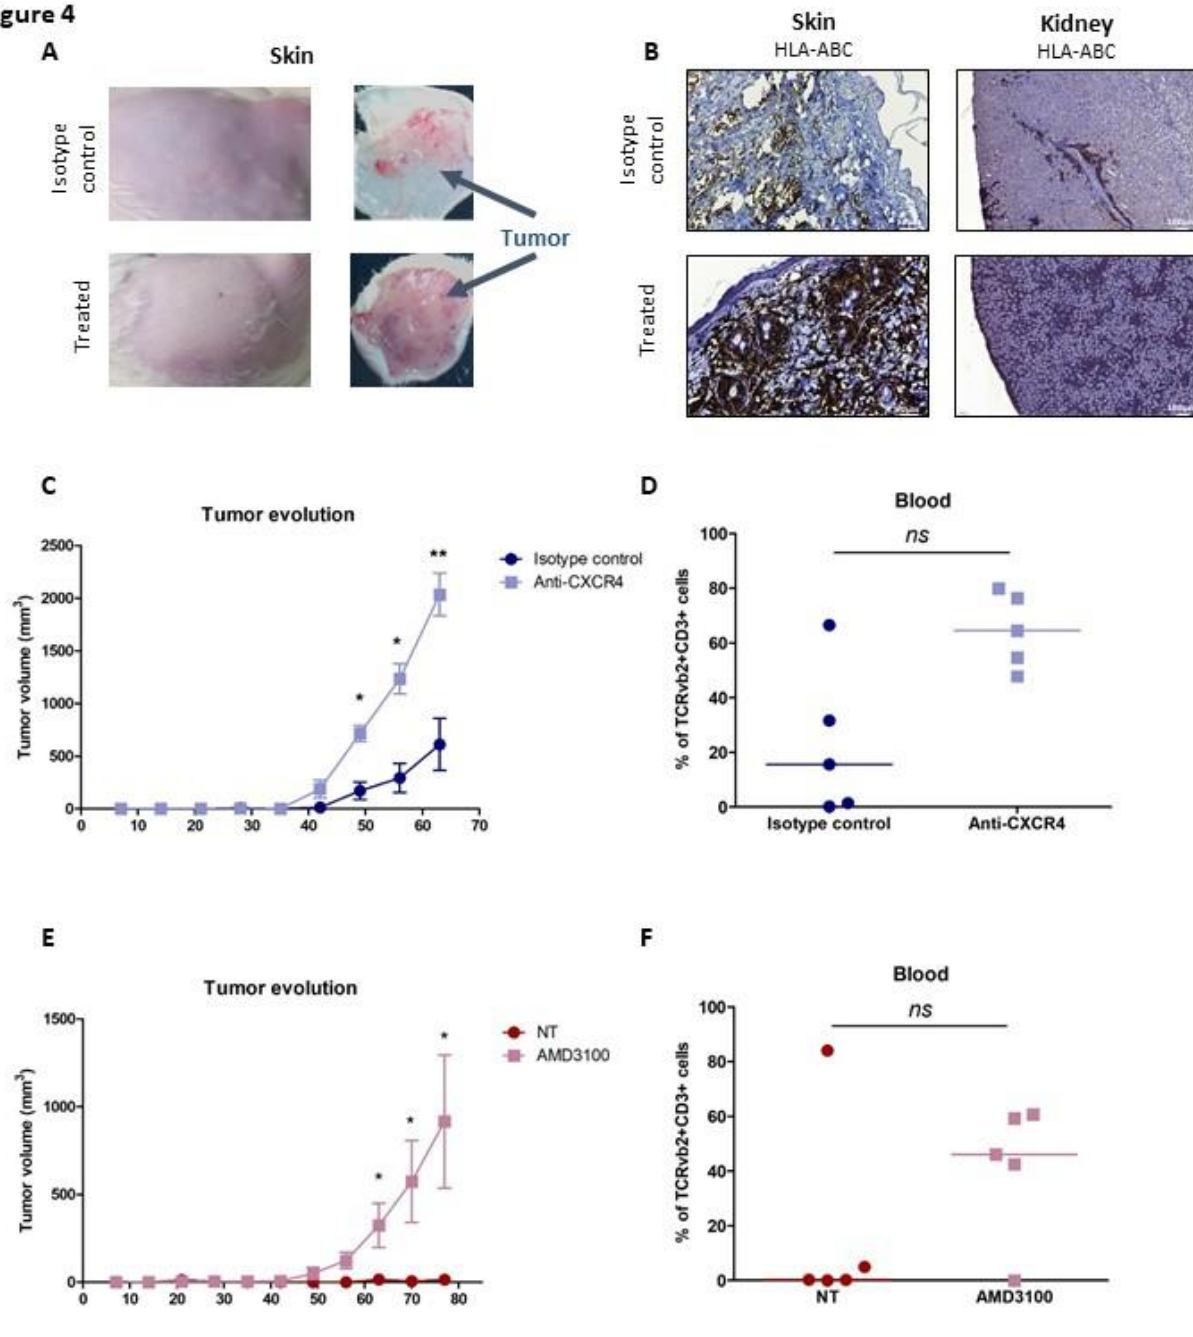 gure 4
A
Skin
Isotype
control
Treated
Tumor
B
Skin
HLA-ABC
Kidney
HLA-ABC
Isotype
control
Treated
C
Tumor evolution
Tumor volume (mm³)
2500
2000
1500
1000
500
0
0 10 20 30 40 50 60 70
* * **
Isotype control
Anti-CXCR4
D
Blood
ns
% of TCRvb2+CD3+ cells
100
80
60
40
20
0
Isotype control Anti-CXCR4
E
Tumor evolution
Tumor volume (mm³)
1500
1000
500
0
0 10 20 30 40 50 60 70 80
* * *
NT
AMD3100
F
Blood
ns
% of TCRvb2+CD3+ cells
100
80
60
40
20
0
NT AMD3100